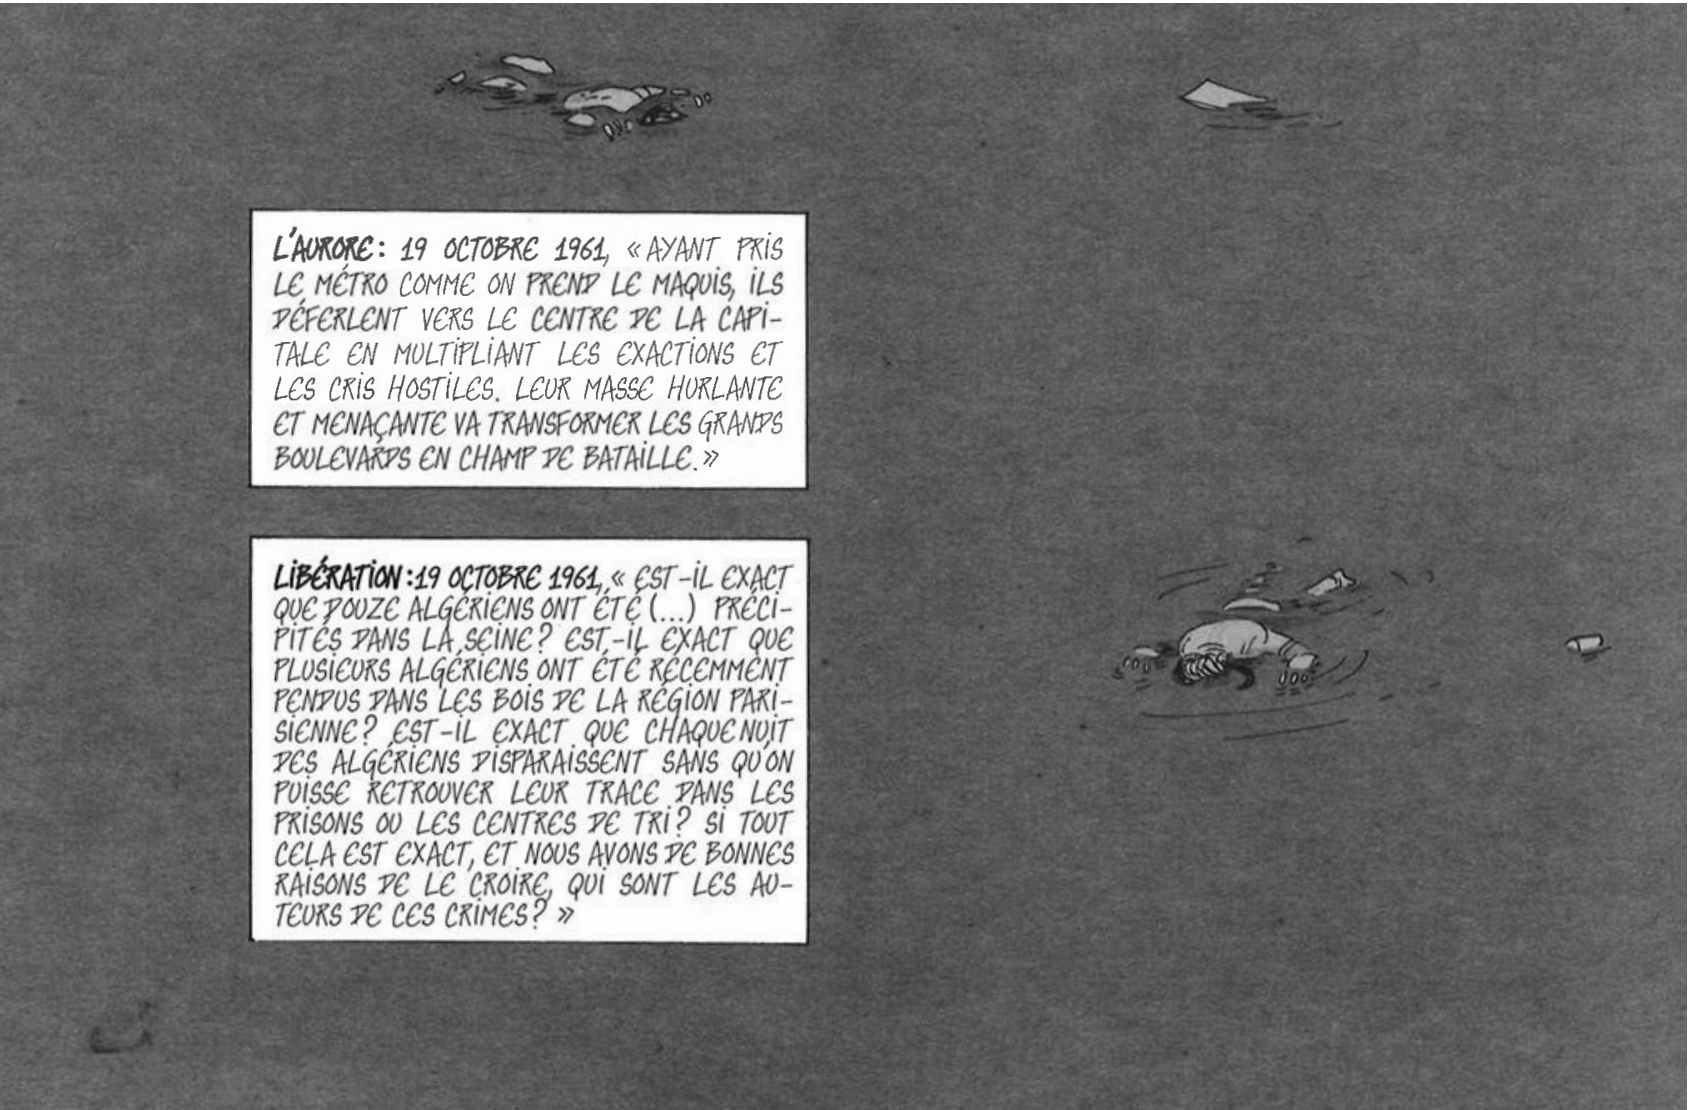 L'AURORE : 19 OCTOBRE 1961, « AYANT PRIS
LE MÉTRO COMME ON PREND LE MAQUIS, ILS
DÉFERLENT VERS LE CENTRE DE LA CAPI-
TALE EN MULTIPLIANT LES EXACTIONS ET
LES CRIS HOSTILES. LEUR MASSE HURLANTE
ET MENAÇANTE VA TRANSFORMER LES GRANDS
BOULEVARDS EN CHAMP DE BATAILLE. »
LIBÉRATION : 19 OCTOBRE 1961, « EST-IL EXACT
QUE DOUZE ALGÉRIENS ONT ÉTÉ (...) PRÉCI-
PITÉS DANS LA SEINE ? EST-IL EXACT QUE
PLUSIEURS ALGÉRIENS ONT ÉTÉ RÉCEMMENT
PENDUS DANS LES BOIS DE LA RÉGION PARI-
SIENNE ? EST-IL EXACT QUE CHAQUE NUIT
DES ALGÉRIENS DISPARAISSENT SANS QU'ON
PUISSE RETROUVER LEUR TRACE DANS LES
PRISONS OU LES CENTRES DE TRI ? SI TOUT
CELA EST EXACT, ET NOUS AVONS DE BONNES
RAISONS DE LE CROIRE, QUI SONT LES AU-
TEURS DE CES CRIMES ? »